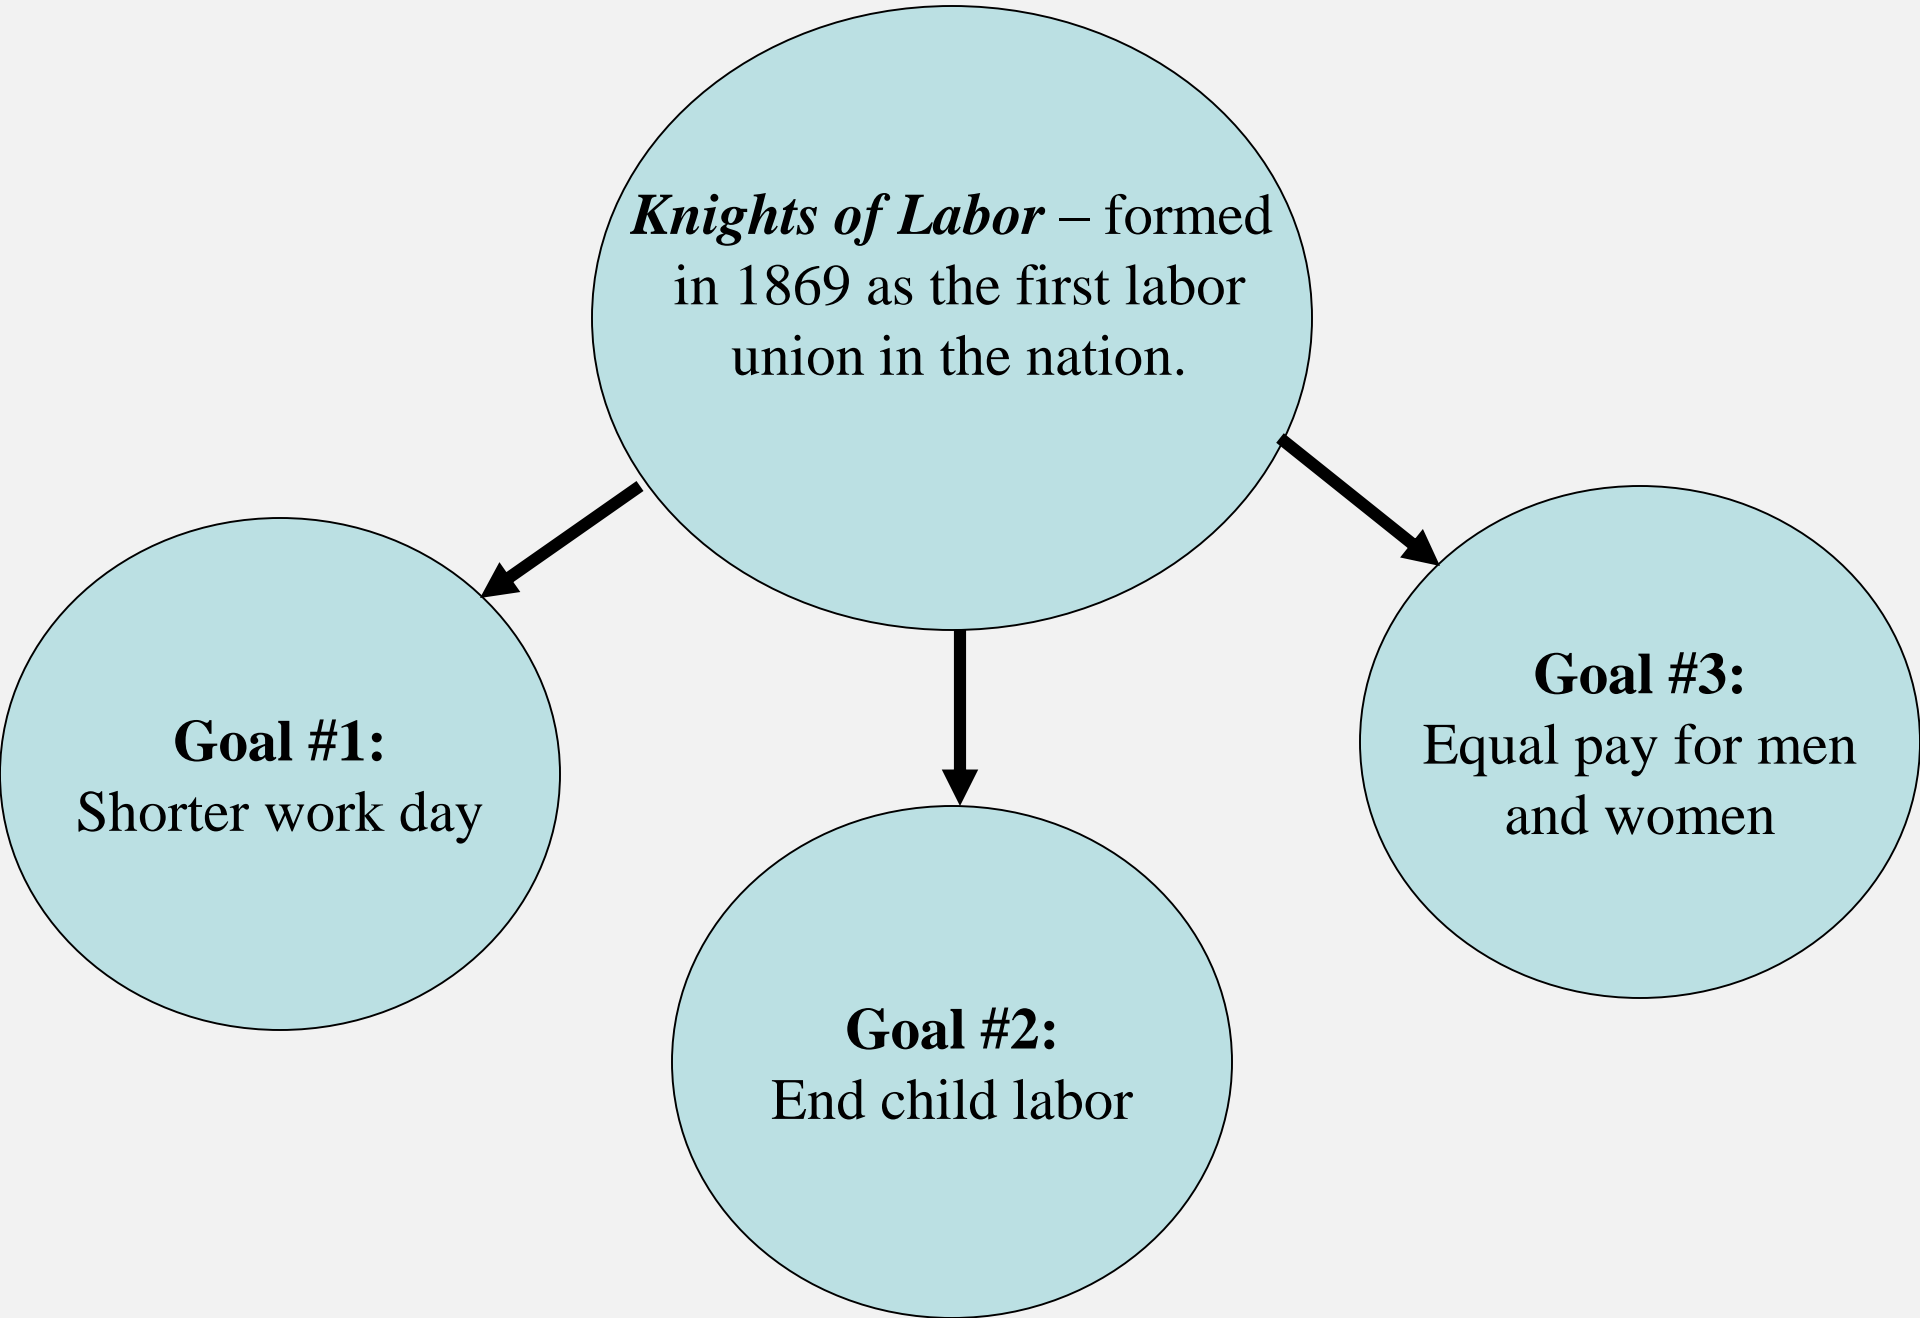 Knights of Labor – formed
in 1869 as the first labor
union in the nation.
Goal #1:
Shorter work day
Goal #2:
End child labor
Goal #3:
Equal pay for men
and women